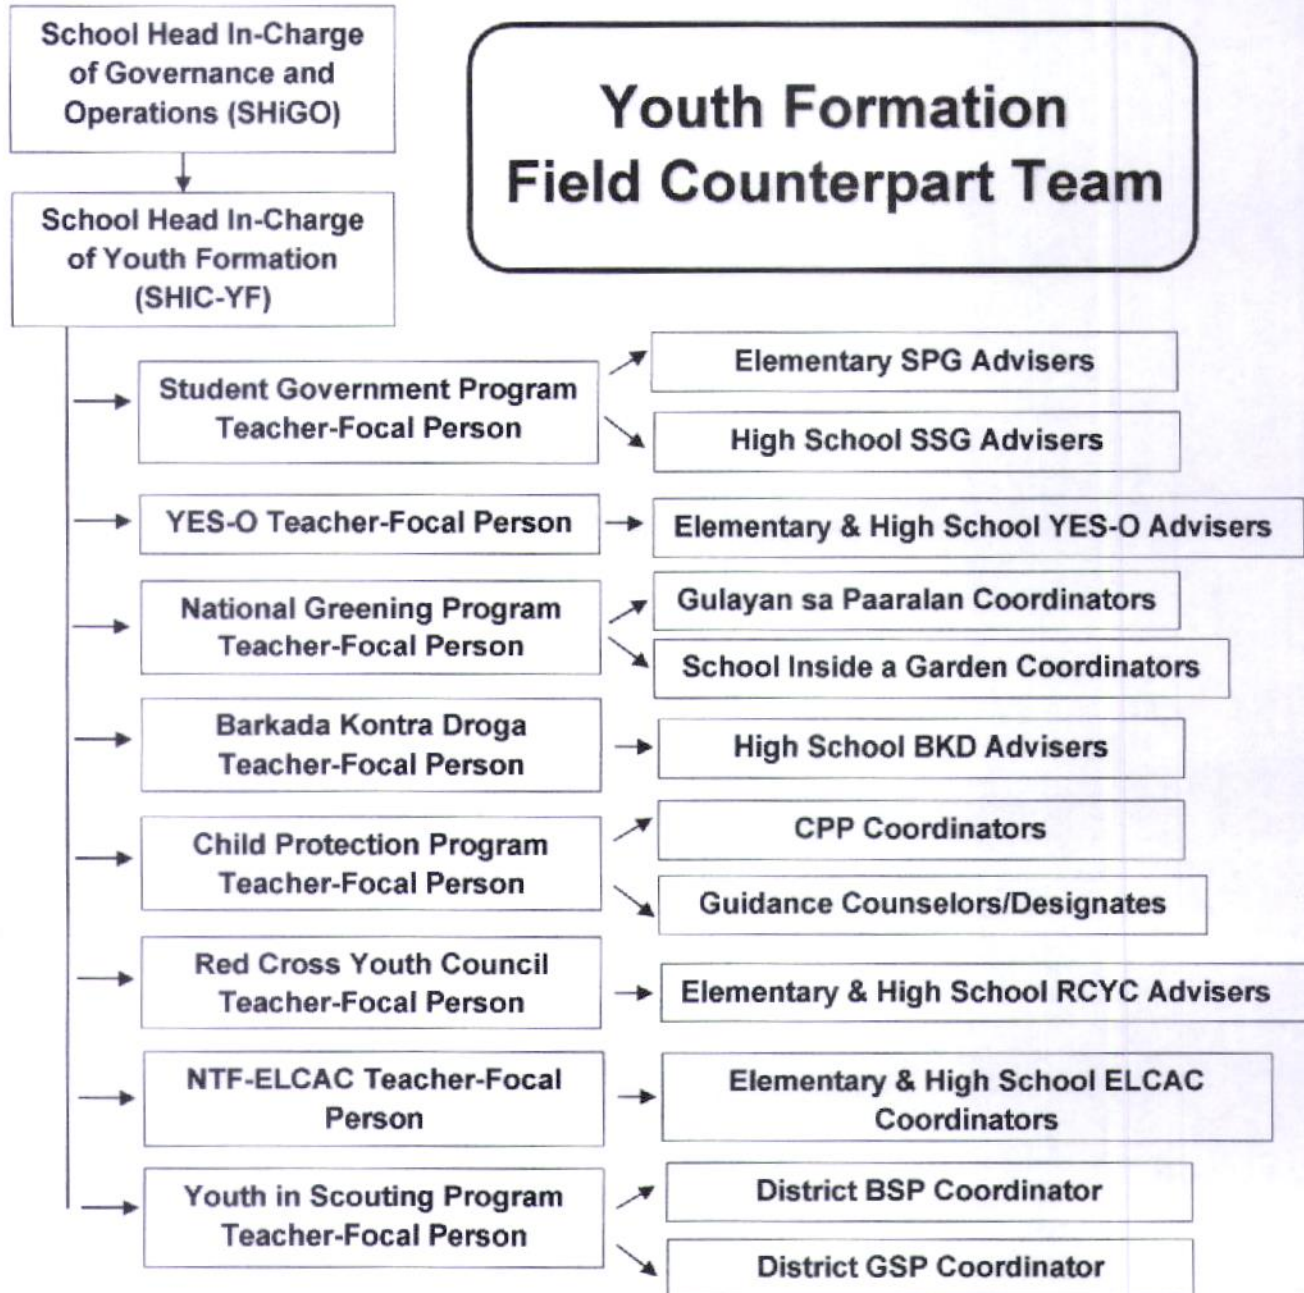 School Head In-Charge
of Governance and
Operations (SHiGO)
Youth Formation
Field Counterpart Team
School Head In-Charge
of Youth Formation
(SHIC-YF)
Student Government Program
Teacher-Focal Person
Elementary SPG Advisers
High School SSG Advisers
YES-O Teacher-Focal Person
Elementary & High School YES-O Advisers
National Greening Program
Teacher-Focal Person
Gulayan sa Paaralan Coordinators
School Inside a Garden Coordinators
Barkada Kontra Droga
Teacher-Focal Person
High School BKD Advisers
Child Protection Program
Teacher-Focal Person
CPP Coordinators
Guidance Counselors/Designates
Red Cross Youth Council
Teacher-Focal Person
Elementary & High School RCYC Advisers
NTF-ELCAC Teacher-Focal
Person
Elementary & High School ELCAC
Coordinators
Youth in Scouting Program
Teacher-Focal Person
District BSP Coordinator
District GSP Coordinator